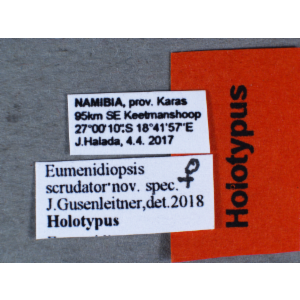 NAMIBIA, prov. Karas
95km SE Keetmanshoop
27°00'10".S 18°41'57"E
J.Halada, 4.4. 2017
Eumenidiopsis ♀
scrudator nov. spec.
J.Gusenleitner,det.2018
Holotypus
Holotypus